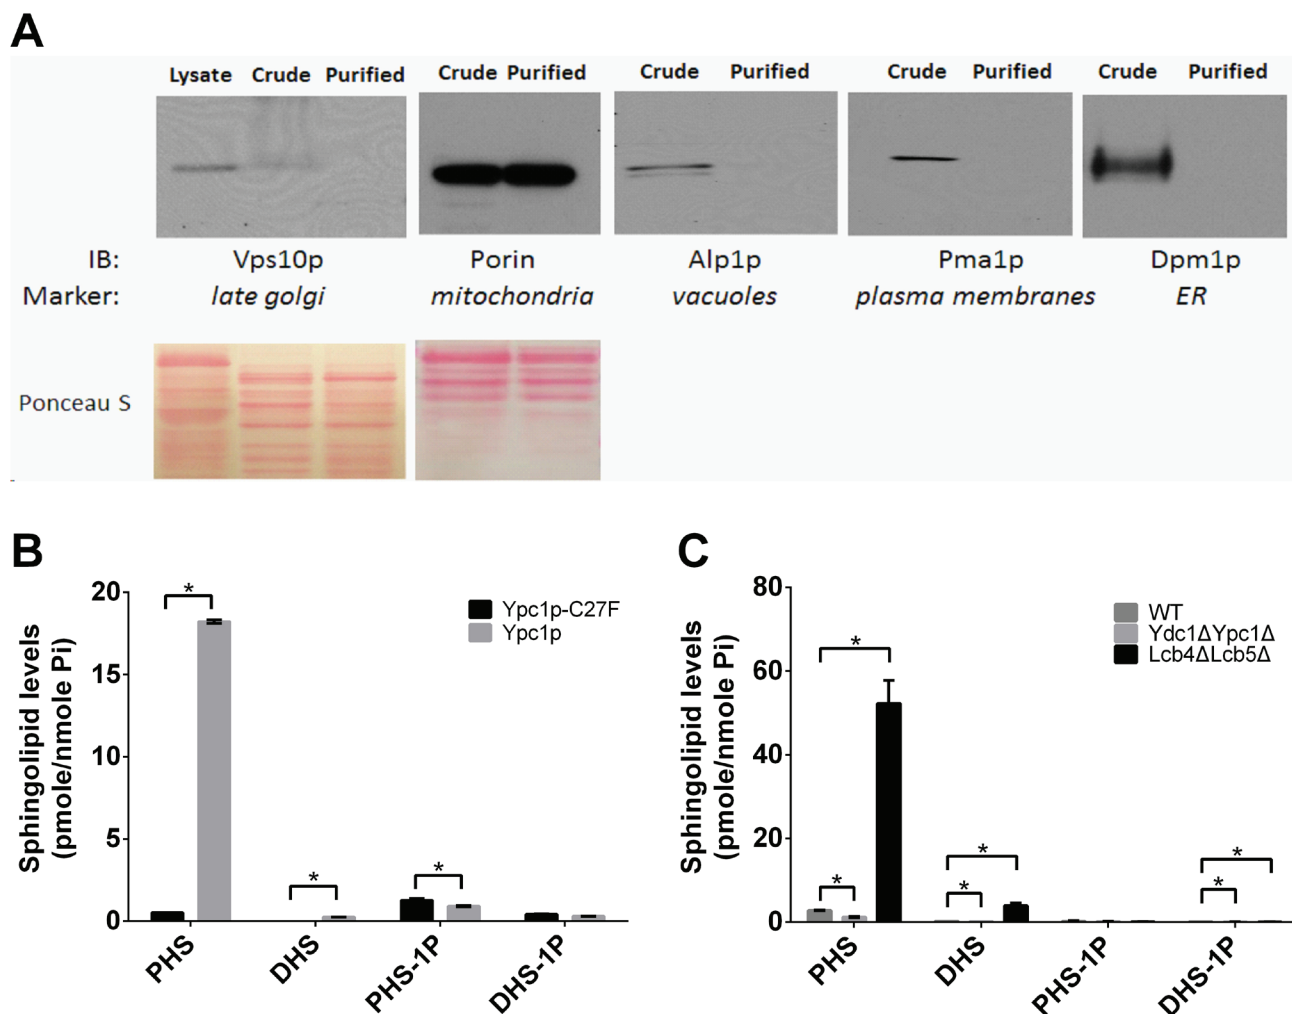 A
Lysate Crude Purified
Crude Purified
Crude Purified
Crude Purified
Crude Purified
IB: Vps10p Porin Alp1p Pma1p Dpm1p
Marker: late golgi mitochondria vacuoles plasma membranes ER
Ponceau S
B
Sphingolipid levels
(pmole/nmole Pi)
20
15
10
5
0
*
*
*
Ypc1p-C27F
Ypc1p
PHS
DHS
PHS-1P
DHS-1P
C
Sphingolipid levels
(pmole/nmole Pi)
80
60
40
20
0
*
*
*
*
*
*
WT
Ydc1ΔYpc1Δ
Lcb4ΔLcb5Δ
PHS
DHS
PHS-1P
DHS-1P